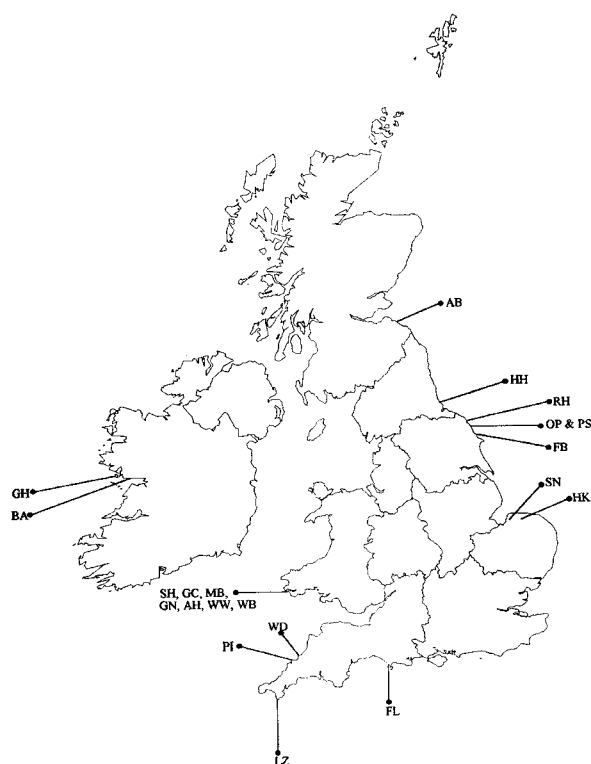 AB
HH
RH
OP & PS
FB
SN
HK
GH
BA
SH, GC, MB,
GN, AH, WW, WB
WD
PI
FL
LZ